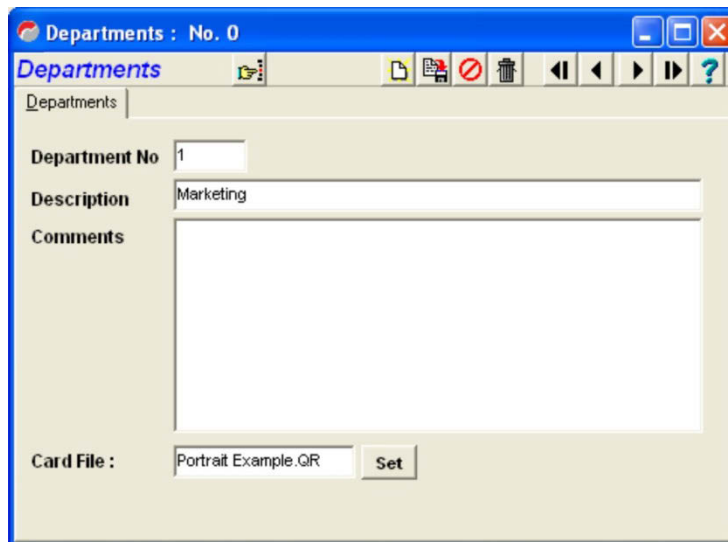 Departments : No. 0
Departments
Departments
Department No 1
Description Marketing
Comments
Card File : Portrait Example.QR Set